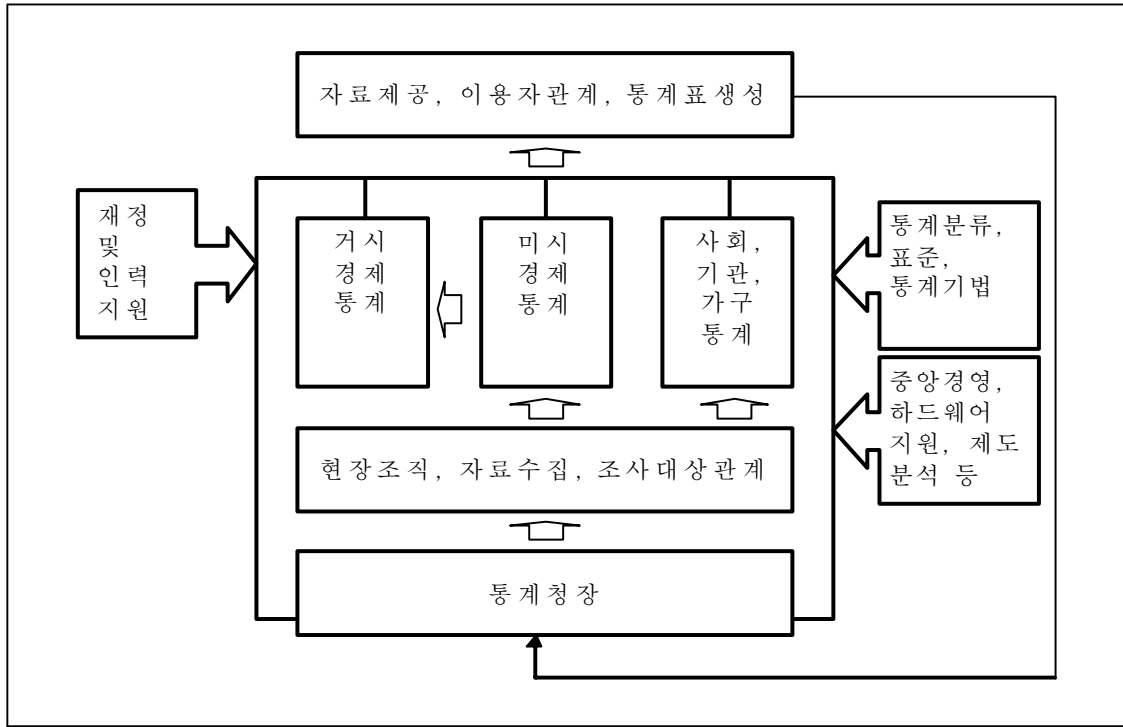 자료제공, 이용자관계, 통계표생성
재정
및
인력
지원
거시
경제
통계
미시
경제
통계
사회,
기관,
가구
통계
통계분류,
표준,
통계기법
중앙경영,
하드웨어
지원, 제도
분석 등
현장조직, 자료수집, 조사대상관계
통계청장